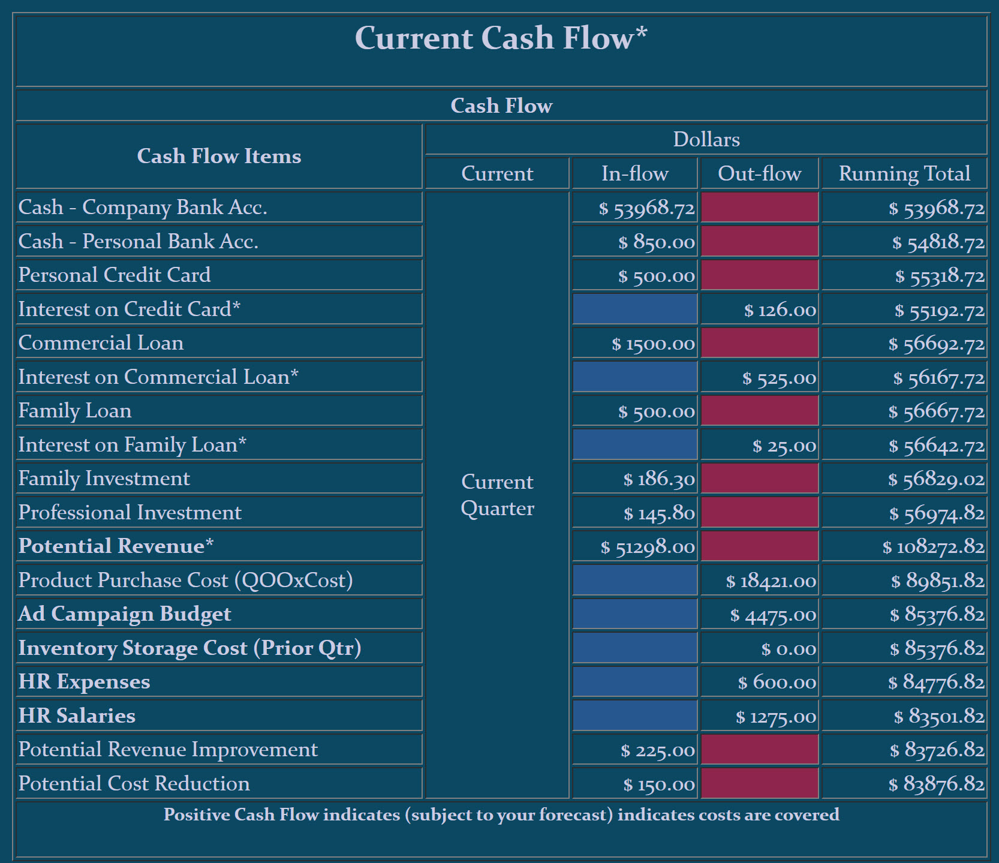 Current Cash Flow*
Cash Flow
Cash Flow Items
Dollars
Current In-flow Out-flow Running Total
Cash - Company Bank Acc. $ 53968.72 $ 53968.72
Cash - Personal Bank Acc. $ 850.00 $ 54818.72
Personal Credit Card $ 500.00 $ 55318.72
Interest on Credit Card* $ 126.00 $ 55192.72
Commercial Loan $ 1500.00 $ 56692.72
Interest on Commercial Loan* $ 525.00 $ 56167.72
Family Loan $ 500.00 $ 56667.72
Interest on Family Loan* $ 25.00 $ 56642.72
Family Investment $ 186.30 $ 56829.02
Current
Quarter
Professional Investment $ 145.80 $ 56974.82
Potential Revenue* $ 51298.00 $ 108272.82
Product Purchase Cost (QOOxCost) $ 18421.00 $ 89851.82
Ad Campaign Budget $ 4475.00 $ 85376.82
Inventory Storage Cost (Prior Qtr) $ 0.00 $ 85376.82
HR Expenses $ 600.00 $ 84776.82
HR Salaries $ 1275.00 $ 83501.82
Potential Revenue Improvement $ 225.00 $ 83726.82
Potential Cost Reduction $ 150.00 $ 83876.82
Positive Cash Flow indicates (subject to your forecast) indicates costs are covered